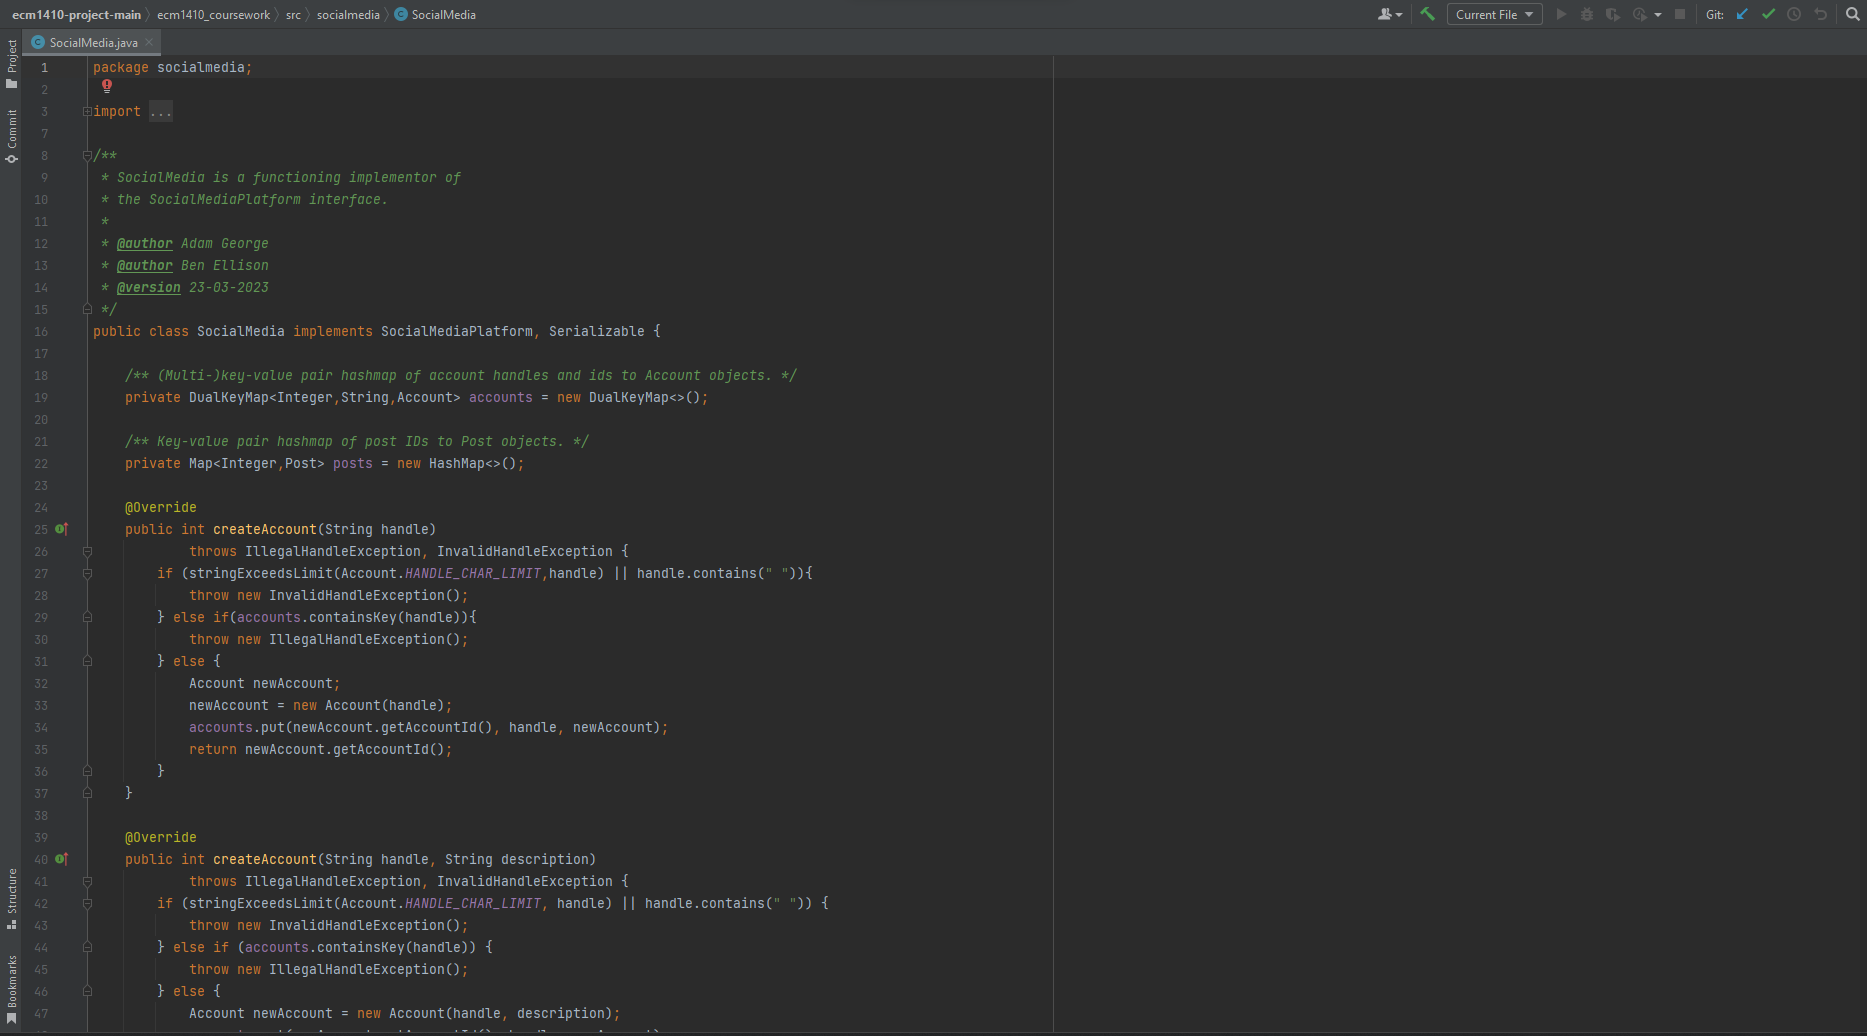 ecm1410-project-main ecm1410_coursework src socialmedia SocialMedia Current File Git:
SocialMedia.java
Project
Commit
Structure
Bookmarks
1 package socialmedia;
2
3 import ...
7
8 /**
9 * SocialMedia is a functioning implementor of
10 * the SocialMediaPlatform interface.
11 *
12 * @author Adam George
13 * @author Ben Ellison
14 * @version 23-03-2023
15 */
16 public class SocialMedia implements SocialMediaPlatform, Serializable {
17
18 /** (Multi-)key-value pair hashmap of account handles and ids to Account objects. */
19 private DualKeyMap<Integer,String,Account> accounts = new DualKeyMap<>();
20
21 /** Key-value pair hashmap of post IDs to Post objects. */
22 private Map<Integer,Post> posts = new HashMap<>();
23
24 @Override
25 public int createAccount(String handle)
26 throws IllegalHandleException, InvalidHandleException {
27 if (stringExceedsLimit(Account.HANDLE_CHAR_LIMIT,handle) || handle.contains(" ")){
28 throw new InvalidHandleException();
29 } else if(accounts.containsKey(handle)){
30 throw new IllegalHandleException();
31 } else {
32 Account newAccount;
33 newAccount = new Account(handle);
34 accounts.put(newAccount.getAccountId(), handle, newAccount);
35 return newAccount.getAccountId();
36 }
37 }
38
39 @Override
40 public int createAccount(String handle, String description)
41 throws IllegalHandleException, InvalidHandleException {
42 if (stringExceedsLimit(Account.HANDLE_CHAR_LIMIT, handle) || handle.contains(" ")) {
43 throw new InvalidHandleException();
44 } else if (accounts.containsKey(handle)) {
45 throw new IllegalHandleException();
46 } else {
47 Account newAccount = new Account(handle, description);